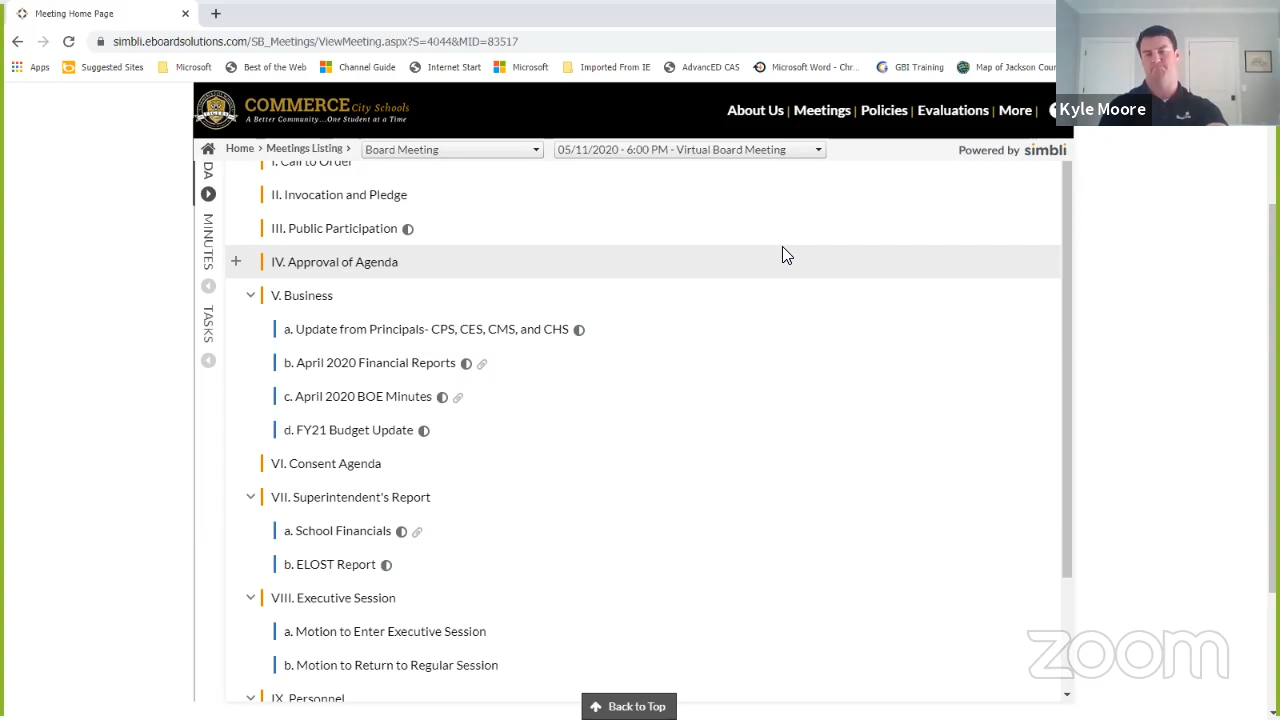 Meeting Home Page
simbli.eboardsolutions.com/SB_Meetings/ViewMeeting.aspx?S=4044&MID=83517
Apps Suggested Sites Microsoft Best of the Web Channel Guide Internet Start Microsoft Imported From IE AdvancED CAS Microsoft Word - Chr... GBI Training Map of Jackson Cour
Kyle Moore
COMMERCE City Schools
A Better Community...One Student at a Time
About Us Meetings Policies Evaluations More
Home Meetings Listing Board Meeting 05/11/2020 - 6:00 PM - Virtual Board Meeting Powered by simbli
DA
MINUTES
TASKS
I. Call to Order
II. Invocation and Pledge
III. Public Participation
IV. Approval of Agenda
V. Business
a. Update from Principals- CPS, CES, CMS, and CHS
b. April 2020 Financial Reports
c. April 2020 BOE Minutes
d. FY21 Budget Update
VI. Consent Agenda
VII. Superintendent's Report
a. School Financials
b. ELOST Report
VIII. Executive Session
a. Motion to Enter Executive Session
b. Motion to Return to Regular Session
IX. Personnel
Back to Top
zoom